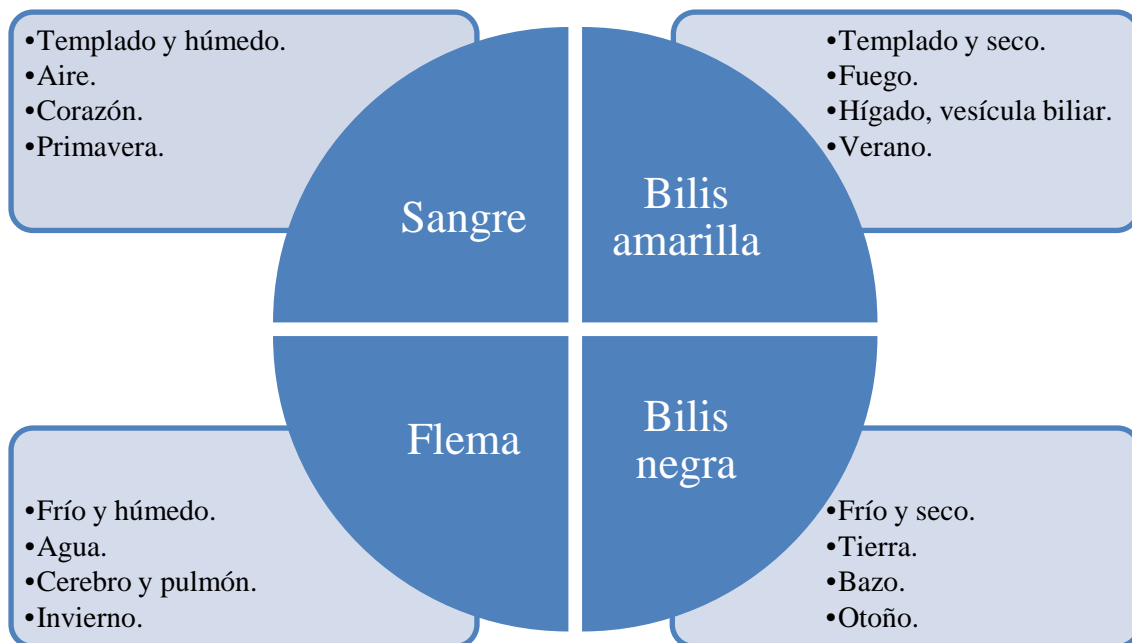 •Templado y húmedo.
•Aire.
•Corazón.
•Primavera.
•Templado y seco.
•Fuego.
•Hígado, vesícula biliar.
•Verano.
Sangre
Bilis
amarilla
Flema
Bilis
negra
•Frío y húmedo.
•Agua.
•Cerebro y pulmón.
•Invierno.
•Frío y seco.
•Tierra.
•Bazo.
•Otoño.